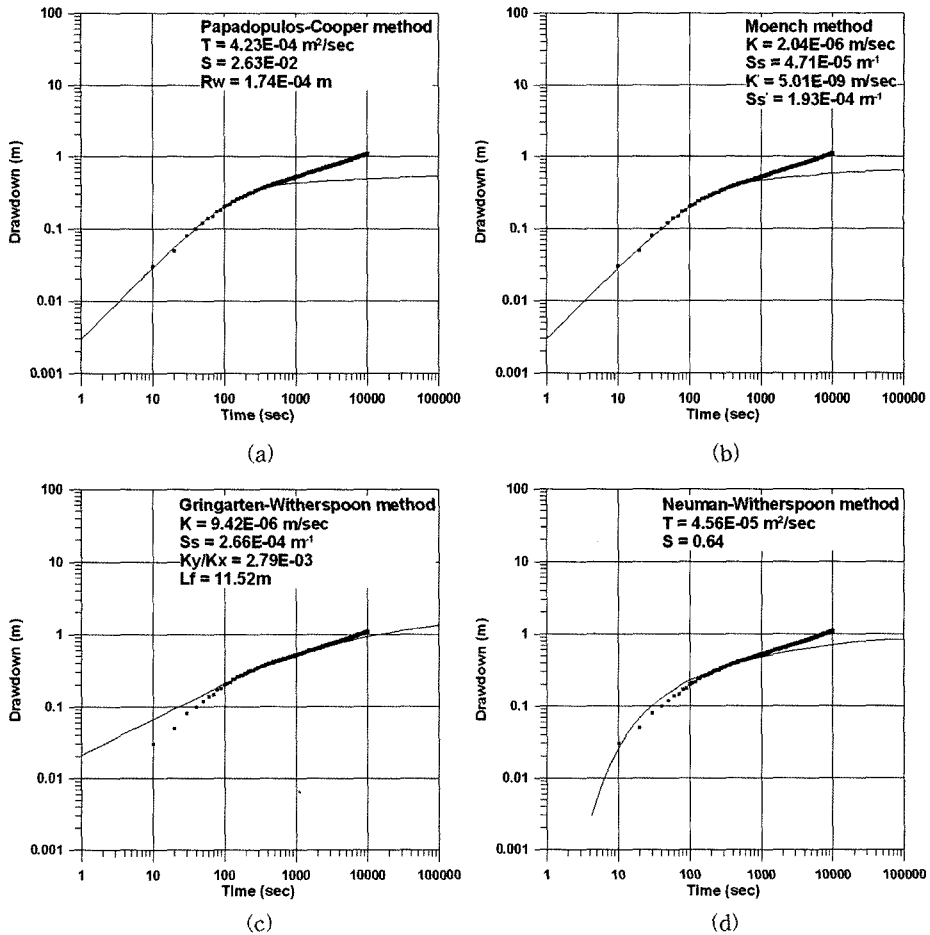 100
10
1
0.1
0.01
0.001
Drawdown (m)
Papadopulos-Cooper method
T = 4.23E-04 m²/sec
S = 2.63E-02
Rw = 1.74E-04 m
1 10 100 1000 10000 100000
Time (sec)
(a)
100
10
1
0.1
0.01
0.001
Drawdown (m)
Moench method
K = 2.04E-06 m/sec
Ss = 4.71E-05 m⁻¹
K' = 5.01E-09 m/sec
Ss' = 1.93E-04 m⁻¹
1 10 100 1000 10000 100000
Time (sec)
(b)
100
10
1
0.1
0.01
0.001
Drawdown (m)
Gringarten-Witherspoon method
K = 9.42E-06 m/sec
Ss = 2.66E-04 m⁻¹
Ky/Kx = 2.79E-03
Lf = 11.52m
1 10 100 1000 10000 100000
Time (sec)
(c)
100
10
1
0.1
0.01
0.001
Drawdown (m)
Neuman-Witherspoon method
T = 4.56E-05 m²/sec
S = 0.64
1 10 100 1000 10000 100000
Time (sec)
(d)